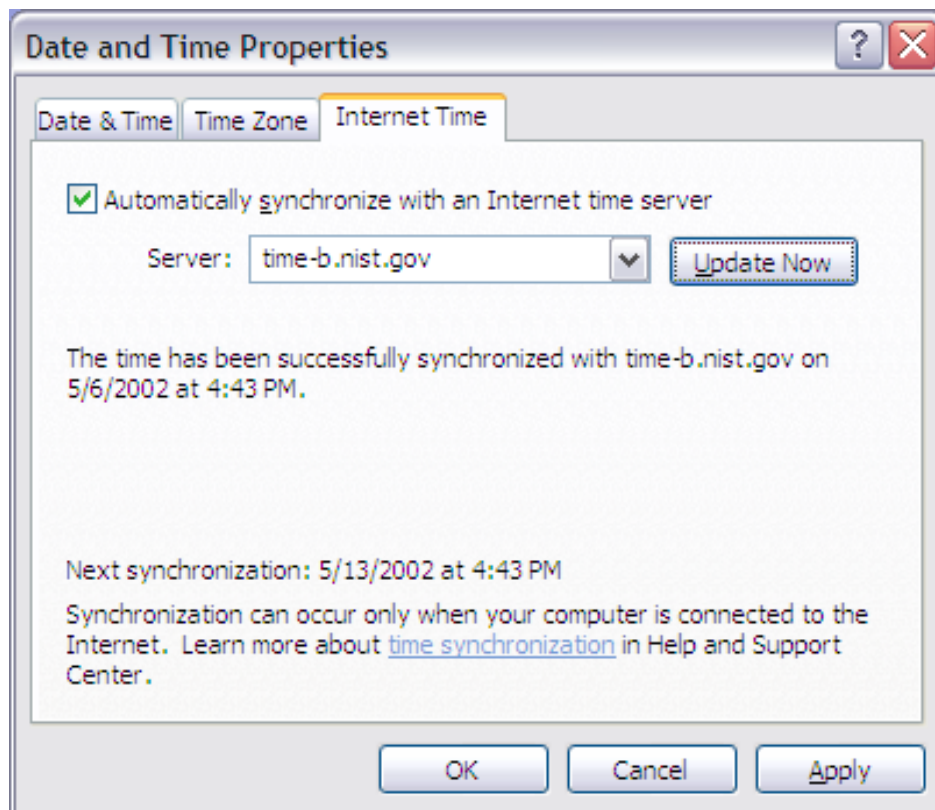 Date and Time Properties
?
Date & Time Time Zone Internet Time
Automatically synchronize with an Internet time server
Server: time-b.nist.gov Update Now
The time has been successfully synchronized with time-b.nist.gov on
5/6/2002 at 4:43 PM.
Next synchronization: 5/13/2002 at 4:43 PM
Synchronization can occur only when your computer is connected to the
Internet. Learn more about time synchronization in Help and Support
Center.
OK Cancel Apply